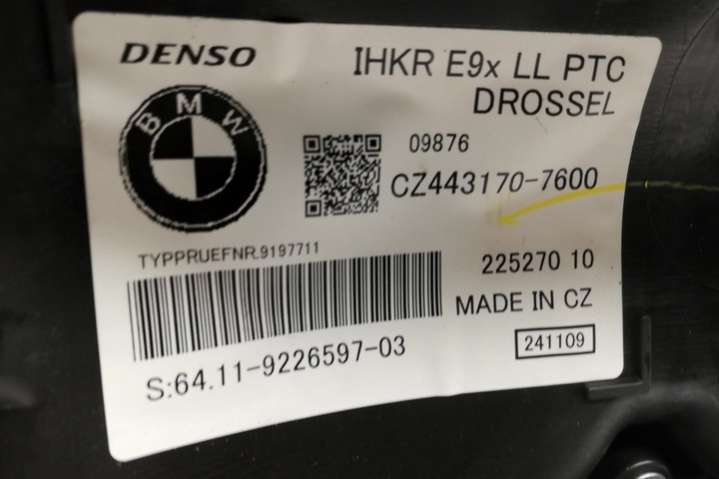 DENSO
IHKR E9x LL PTC
DROSSEL
BMW
09876
CZ443170-7600
TYPPRUEFNR.9197711
225270 10
MADE IN CZ
241109
S:64.11-9226597-03